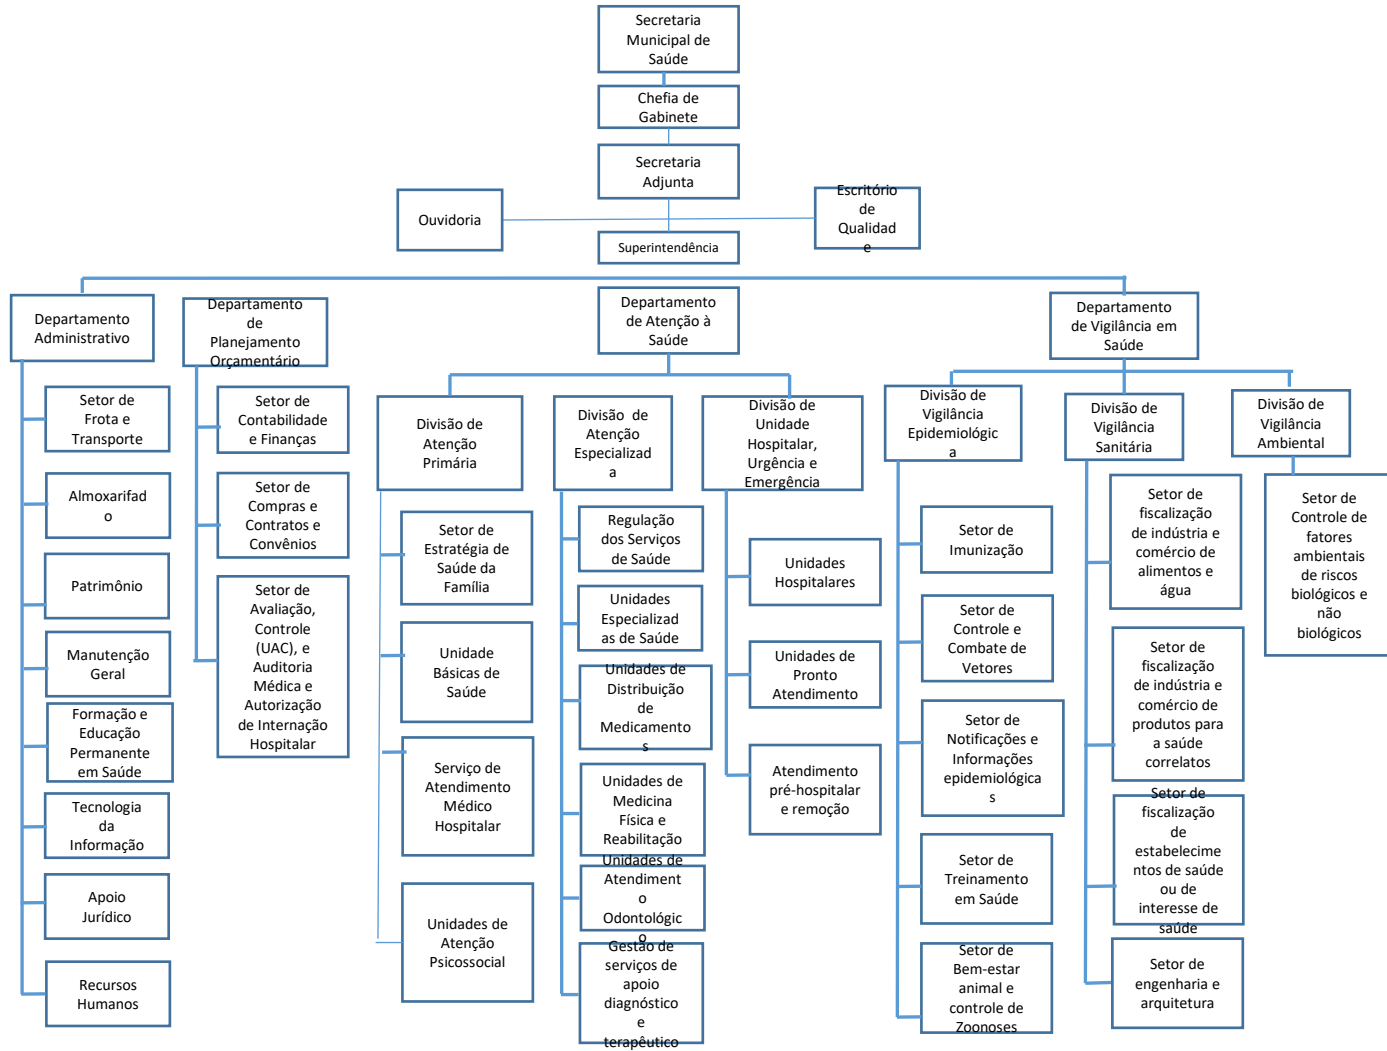 Secretaria
Municipal de
Saúde
Chefia de
Gabinete
Secretaria
Adjunta
Ouvidoria
Escritório
de
Qualidad
e
Superintendência
Departamento
Administrativo
Departamento
de
Planejamento
Orçamentário
Departamento
de Atenção à
Saúde
Departamento
de Vigilância em
Saúde
Setor de
Frota e
Transporte
Almoxarifad
o
Patrimônio
Manutenção
Geral
Formação e
Educação
Permanente
em Saúde
Tecnologia
da
Informação
Apoio
Jurídico
Recursos
Humanos
Setor de
Contabilidade
e Finanças
Setor de
Compras e
Contratos e
Convênios
Setor de
Avaliação,
Controle
(UAC), e
Auditoria
Médica e
Autorização
de Internação
Hospitalar
Divisão de
Atenção
Primária
Setor de
Estratégia de
Saúde da
Família
Unidade
Básicas de
Saúde
Serviço de
Atendimento
Médico
Hospitalar
Unidades de
Atenção
Psicossocial
Divisão de
Atenção
Especializad
a
Regulação
dos Serviços
de Saúde
Unidades
Especializad
as de Saúde
Unidades de
Distribuição
de
Medicamento
s
Unidades de
Medicina
Física e
Reabilitação
Unidades de
Atendiment
o
Odontológic
o
Gestão de
serviços de
apoio
diagnóstico
e
terapêutico
Divisão de
Unidade
Hospitalar,
Urgência e
Emergência
Unidades
Hospitalares
Unidades de
Pronto
Atendimento
Atendimento
pré-hospitalar
e remoção
Divisão de
Vigilância
Epidemiológic
a
Setor de
Imunização
Setor de
Controle e
Combate de
Vetores
Setor de
Notificações e
Informações
epidemiológica
s
Setor de
Treinamento
em Saúde
Setor de
Bem-estar
animal e
controle de
Zoonoses
Divisão de
Vigilância
Sanitária
Setor de
fiscalização
de indústria e
comércio de
alimentos e
água
Setor de
fiscalização
de indústria e
comércio de
produtos para
a saúde
correlatos
Setor de
fiscalização
de
estabelecime
ntos de saúde
ou de
interesse de
saúde
Setor de
engenharia e
arquitetura
Divisão de
Vigilância
Ambiental
Setor de
Controle de
fatores
ambientais
de riscos
biológicos e
não
biológicos